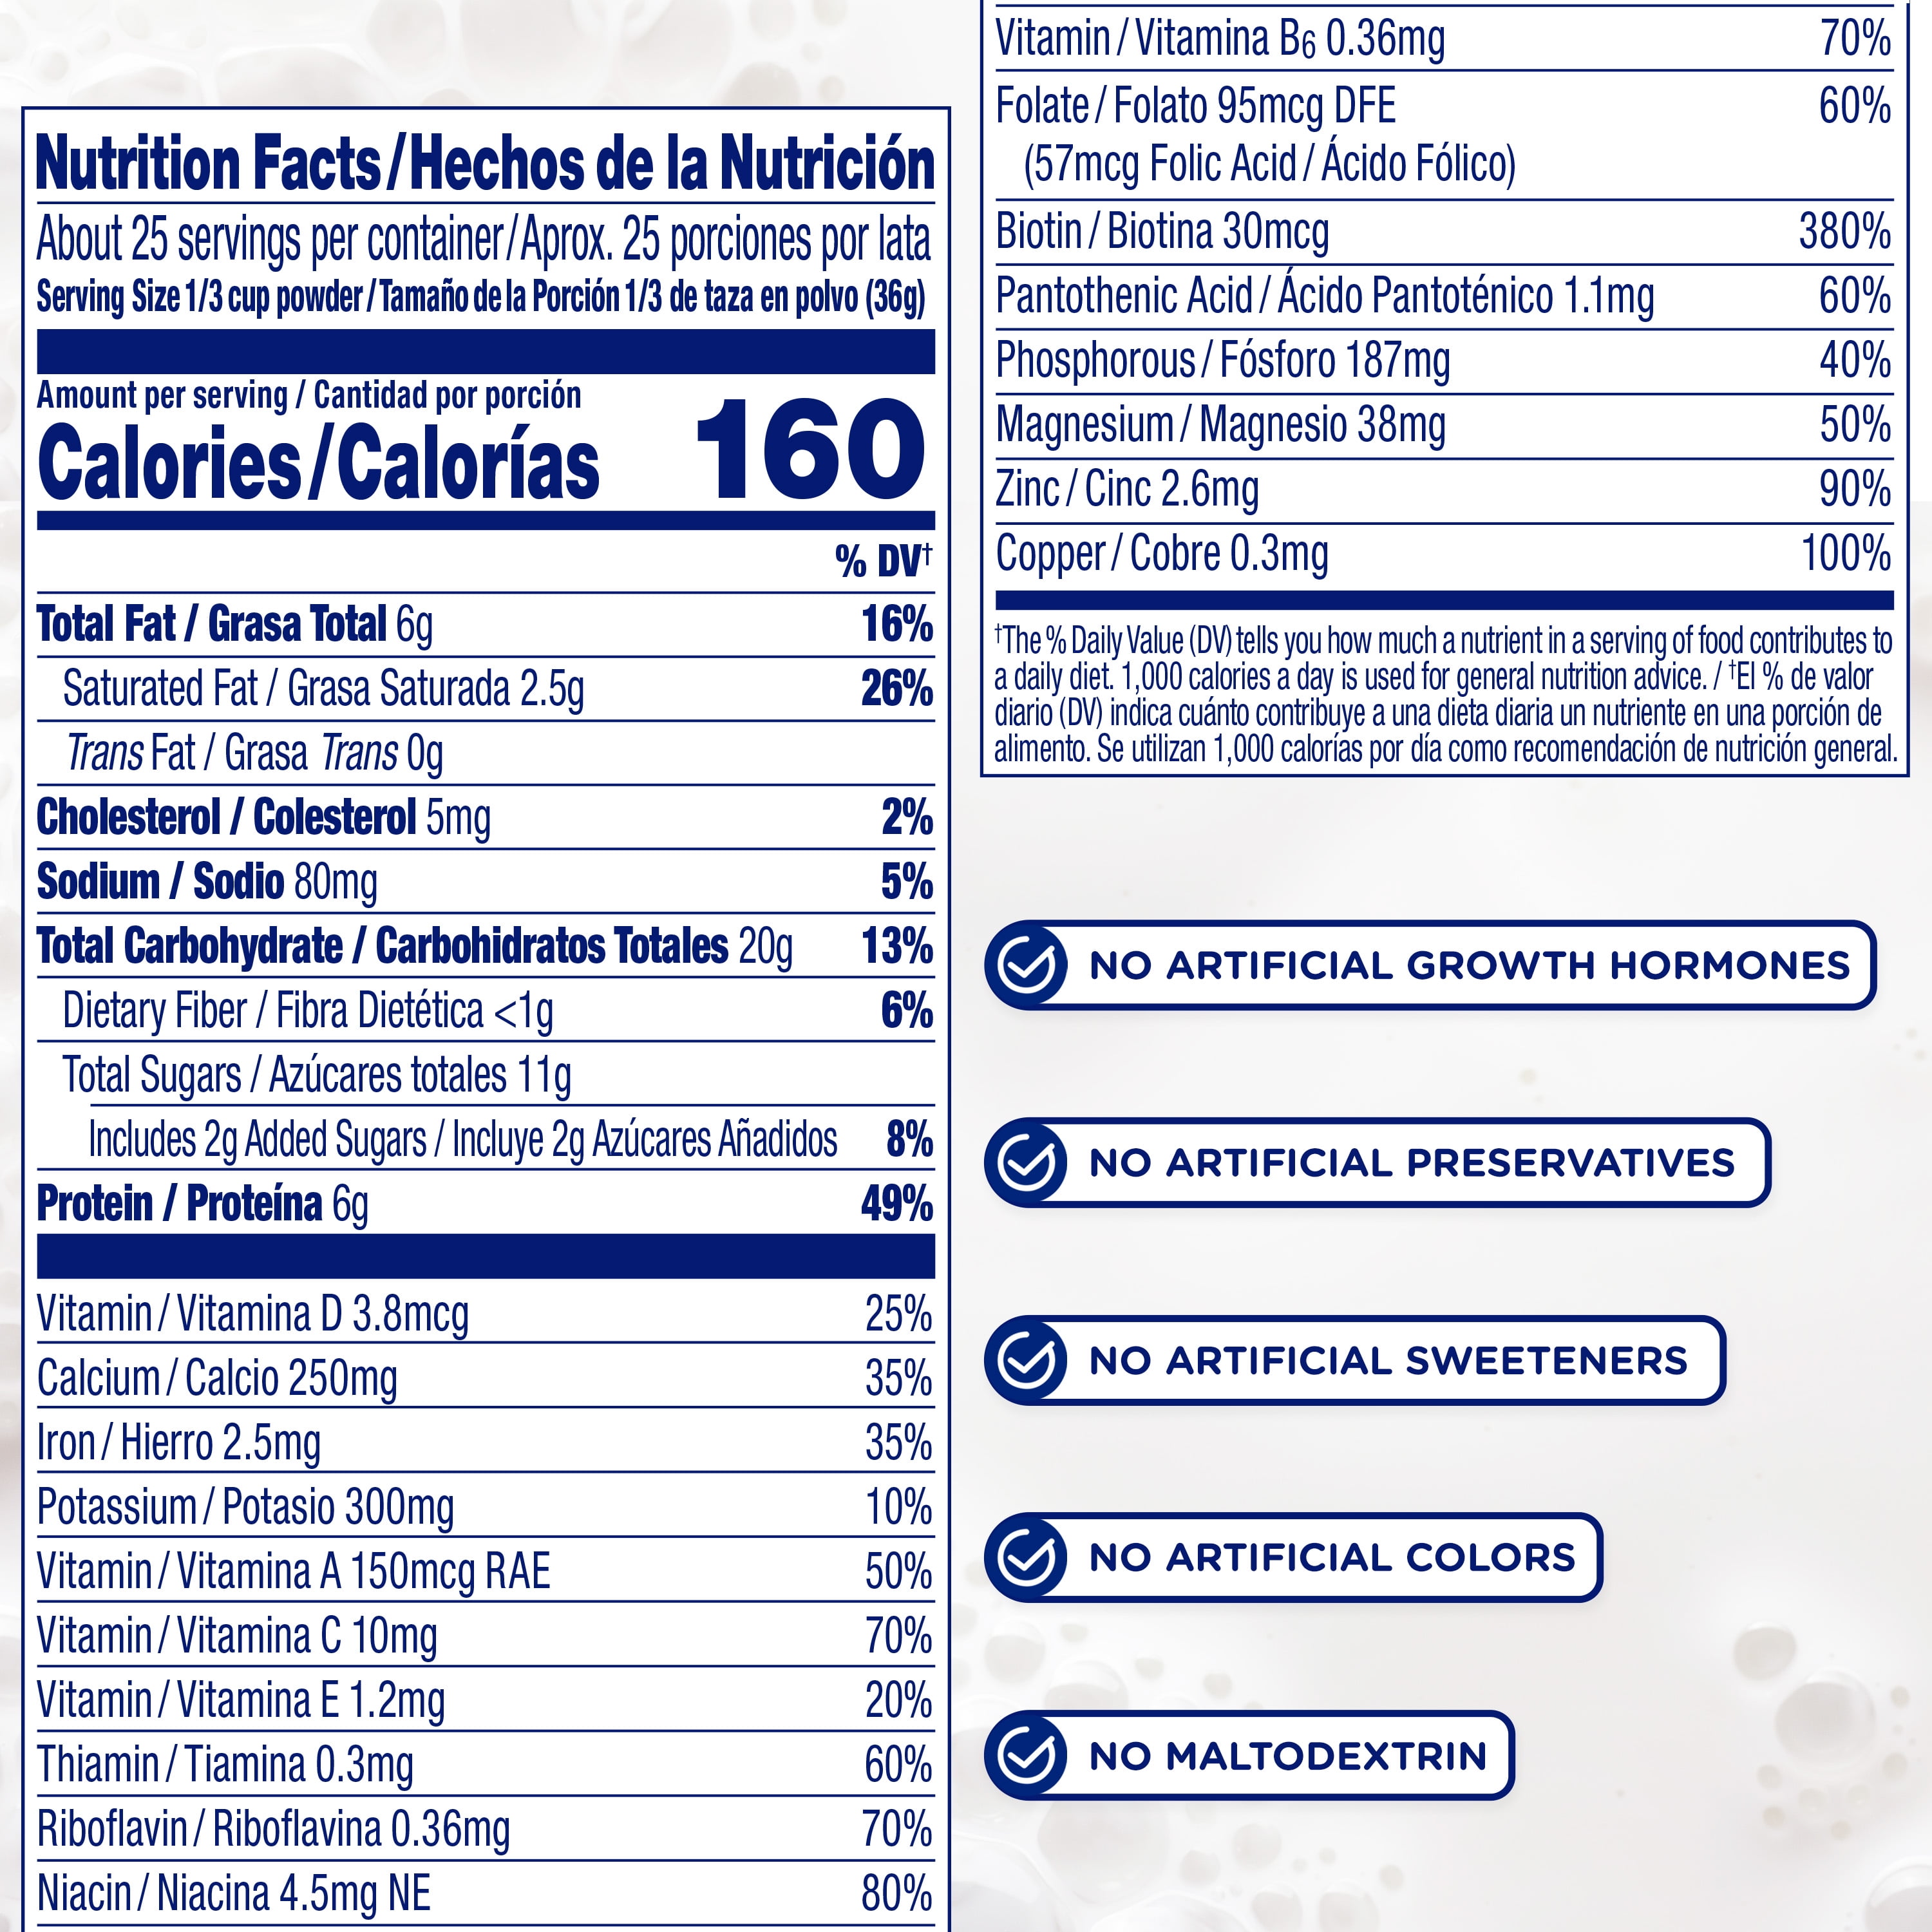 Nutrition Facts/Hechos de la Nutrición
About 25 servings per container/Aprox. 25 porciones por lata
Serving Size 1/3 cup powder/Tamaño de la Porción 1/3 de taza en polvo (36g)
Amount per serving / Cantidad por porción
Calories/Calorías 160
% DV†
Total Fat / Grasa Total 6g 16%
Saturated Fat / Grasa Saturada 2.5g 26%
Trans Fat / Grasa Trans 0g
Cholesterol / Colesterol 5mg 2%
Sodium / Sodio 80mg 5%
Total Carbohydrate / Carbohidratos Totales 20g 13%
Dietary Fiber / Fibra Dietética <1g 6%
Total Sugars / Azúcares totales 11g
Includes 2g Added Sugars / Incluye 2g Azúcares Añadidos 8%
Protein / Proteína 6g 49%
Vitamin/Vitamina D 3.8mcg 25%
Calcium/Calcio 250mg 35%
Iron/Hierro 2.5mg 35%
Potassium/Potasio 300mg 10%
Vitamin/Vitamina A 150mcg RAE 50%
Vitamin/Vitamina C 10mg 70%
Vitamin/Vitamina E 1.2mg 20%
Thiamin/Tiamina 0.3mg 60%
Riboflavin/Riboflavina 0.36mg 70%
Niacin/Niacina 4.5mg NE 80%
Vitamin/Vitamina B6 0.36mg 70%
Folate/Folato 95mcg DFE 60%
(57mcg Folic Acid/Ácido Fólico)
Biotin/Biotina 30mcg 380%
Pantothenic Acid/Ácido Pantoténico 1.1mg 60%
Phosphorous/Fósforo 187mg 40%
Magnesium/Magnesio 38mg 50%
Zinc/Cinc 2.6mg 90%
Copper/Cobre 0.3mg 100%
†The % Daily Value (DV) tells you how much a nutrient in a serving of food contributes to
a daily diet. 1,000 calories a day is used for general nutrition advice. / †El % de valor
diario (DV) indica cuánto contribuye a una dieta diaria un nutriente en una porción de
alimento. Se utilizan 1,000 calorías por día como recomendación de nutrición general.
NO ARTIFICIAL GROWTH HORMONES
NO ARTIFICIAL PRESERVATIVES
NO ARTIFICIAL SWEETENERS
NO ARTIFICIAL COLORS
NO MALTODEXTRIN